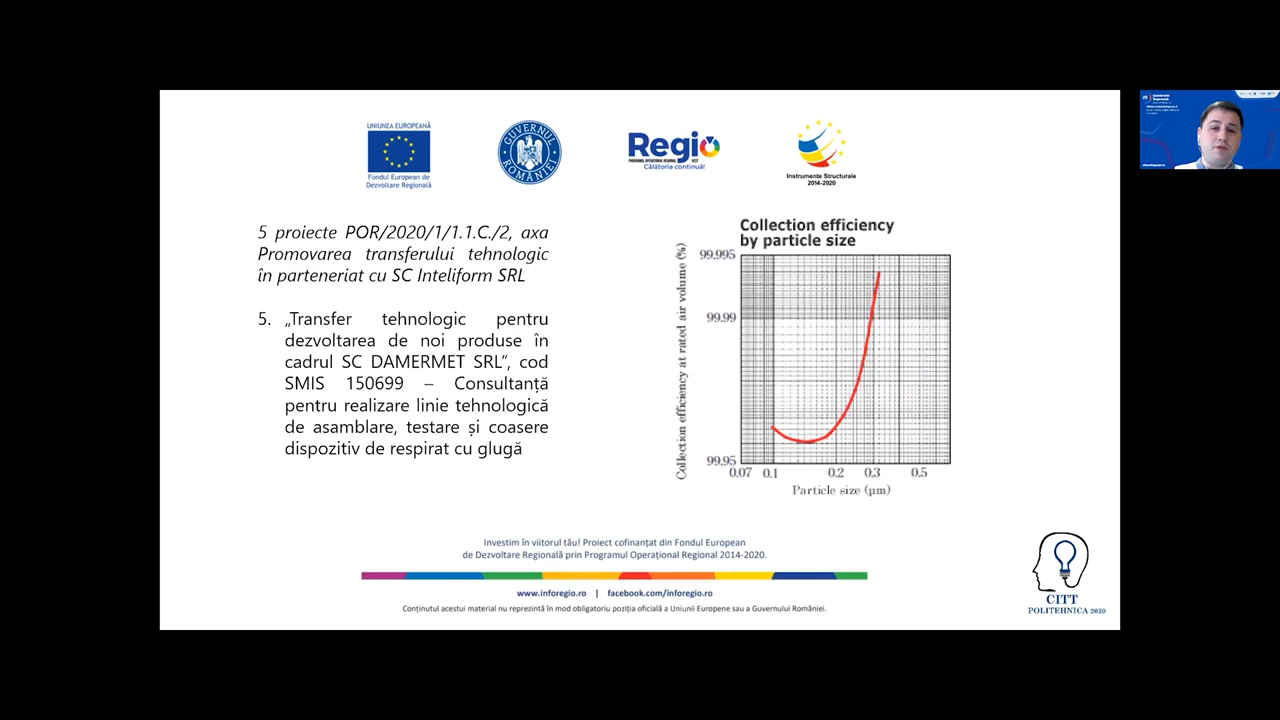 UNIUNEA EUROPEANĂ
Fondul European de
Dezvoltare Regională
GUVERNUL ROMÂNIEI
Regio
PROGRAMUL OPERAȚIONAL REGIONAL
Călătoria continuă!
Instrumente Structurale
2014-2020
5 proiecte POR/2020/1/1.1.C./2, axa
Promovarea transferului tehnologic
în parteneriat cu SC Inteliform SRL
5. „Transfer tehnologic pentru
dezvoltarea de noi produse în
cadrul SC DAMERMET SRL”, cod
SMIS 150699 – Consultanță
pentru realizare linie tehnologică
de asamblare, testare și coasere
dispozitiv de respirat cu glugă
Collection efficiency
by particle size
Collection efficiency at rated air volume (%)
99.995
99.99
99.95
0.07 0.1 0.2 0.3 0.5
Particle size (μm)
Investim în viitorul tău! Proiect cofinanțat din Fondul European
de Dezvoltare Regională prin Programul Operațional Regional 2014-2020.
www.inforegio.ro | facebook.com/inforegio.ro
Conținutul acestui material nu reprezintă în mod obligatoriu poziția oficială a Uniunii Europene sau a Guvernului României.
CITT
POLITEHNICA 2020